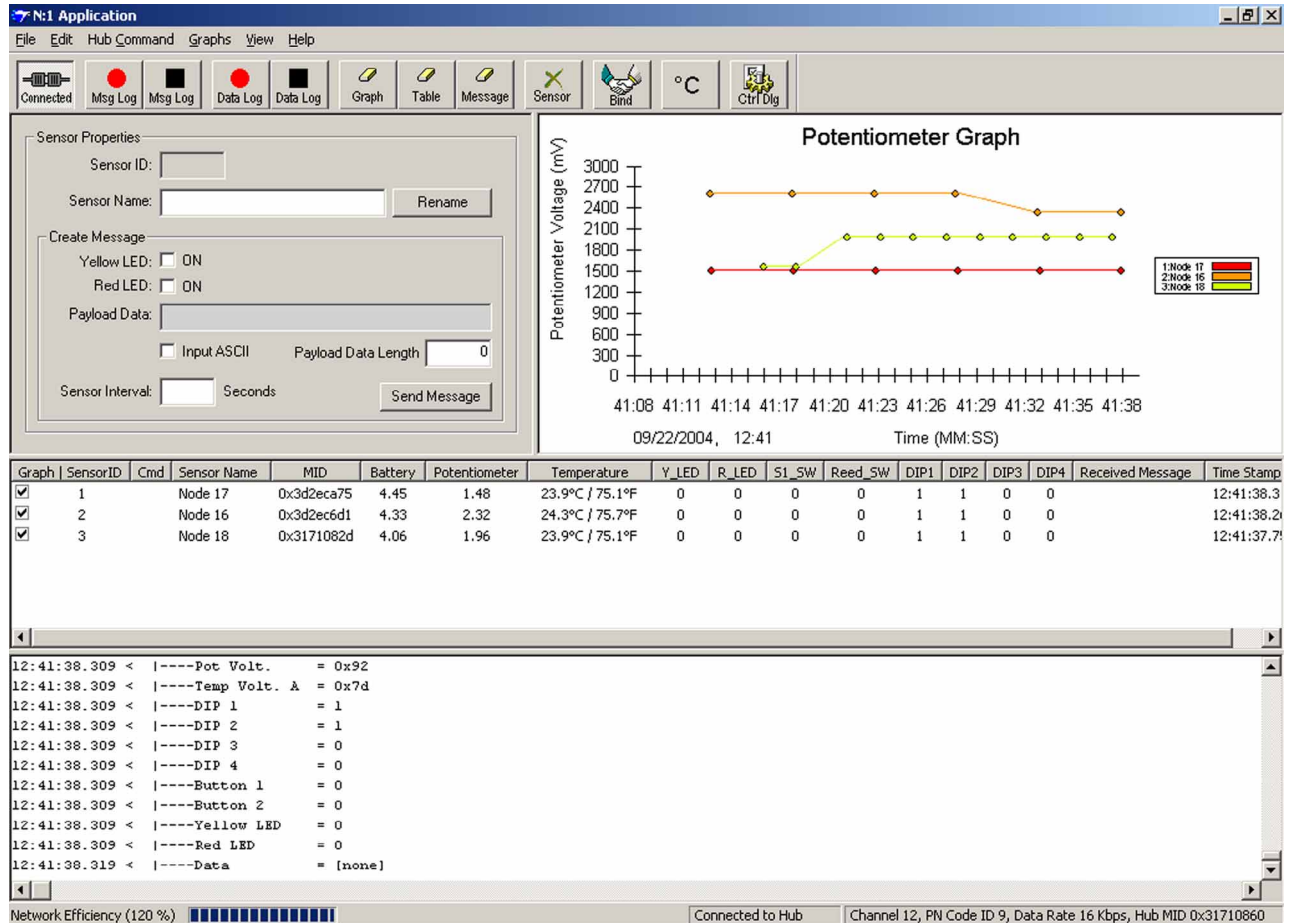 N:1 Application
File Edit Hub Command Graphs View Help
Connected Msg Log Msg Log Data Log Data Log Graph Table Message Sensor Bind °C Ctrl Dlg
Sensor Properties
Sensor ID:
Sensor Name: Rename
Create Message
Yellow LED: ON
Red LED: ON
Payload Data:
Input ASCII Payload Data Length 0
Sensor Interval: Seconds Send Message
Potentiometer Graph
Potentiometer Voltage (mV)
3000
2700
2400
2100
1800
1500
1200
900
600
300
0
41:08 41:11 41:14 41:17 41:20 41:23 41:26 41:29 41:32 41:35 41:38
09/22/2004, 12:41 Time (MM:SS)
1:Node 17
2:Node 16
3:Node 18
Graph | SensorID Cmd Sensor Name MID Battery Potentiometer Temperature Y_LED R_LED S1_SW Reed_SW DIP1 DIP2 DIP3 DIP4 Received Message Time Stamp
1 Node 17 0x3d2eca75 4.45 1.48 23.9°C / 75.1°F 0 0 0 0 1 1 0 0 12:41:38.3
2 Node 16 0x3d2ec6d1 4.33 2.32 24.3°C / 75.7°F 0 0 0 0 1 1 0 0 12:41:38.2
3 Node 18 0x3171082d 4.06 1.96 23.9°C / 75.1°F 0 0 0 0 1 1 0 0 12:41:37.7
12:41:38.309 < |----Pot Volt. = 0x92
12:41:38.309 < |----Temp Volt. A = 0x7d
12:41:38.309 < |----DIP 1 = 1
12:41:38.309 < |----DIP 2 = 1
12:41:38.309 < |----DIP 3 = 0
12:41:38.309 < |----DIP 4 = 0
12:41:38.309 < |----Button 1 = 0
12:41:38.309 < |----Button 2 = 0
12:41:38.309 < |----Yellow LED = 0
12:41:38.309 < |----Red LED = 0
12:41:38.319 < |----Data = [none]
Network Efficiency (120 %) Connected to Hub Channel 12, PN Code ID 9, Data Rate 16 Kbps, Hub MID 0x31710860